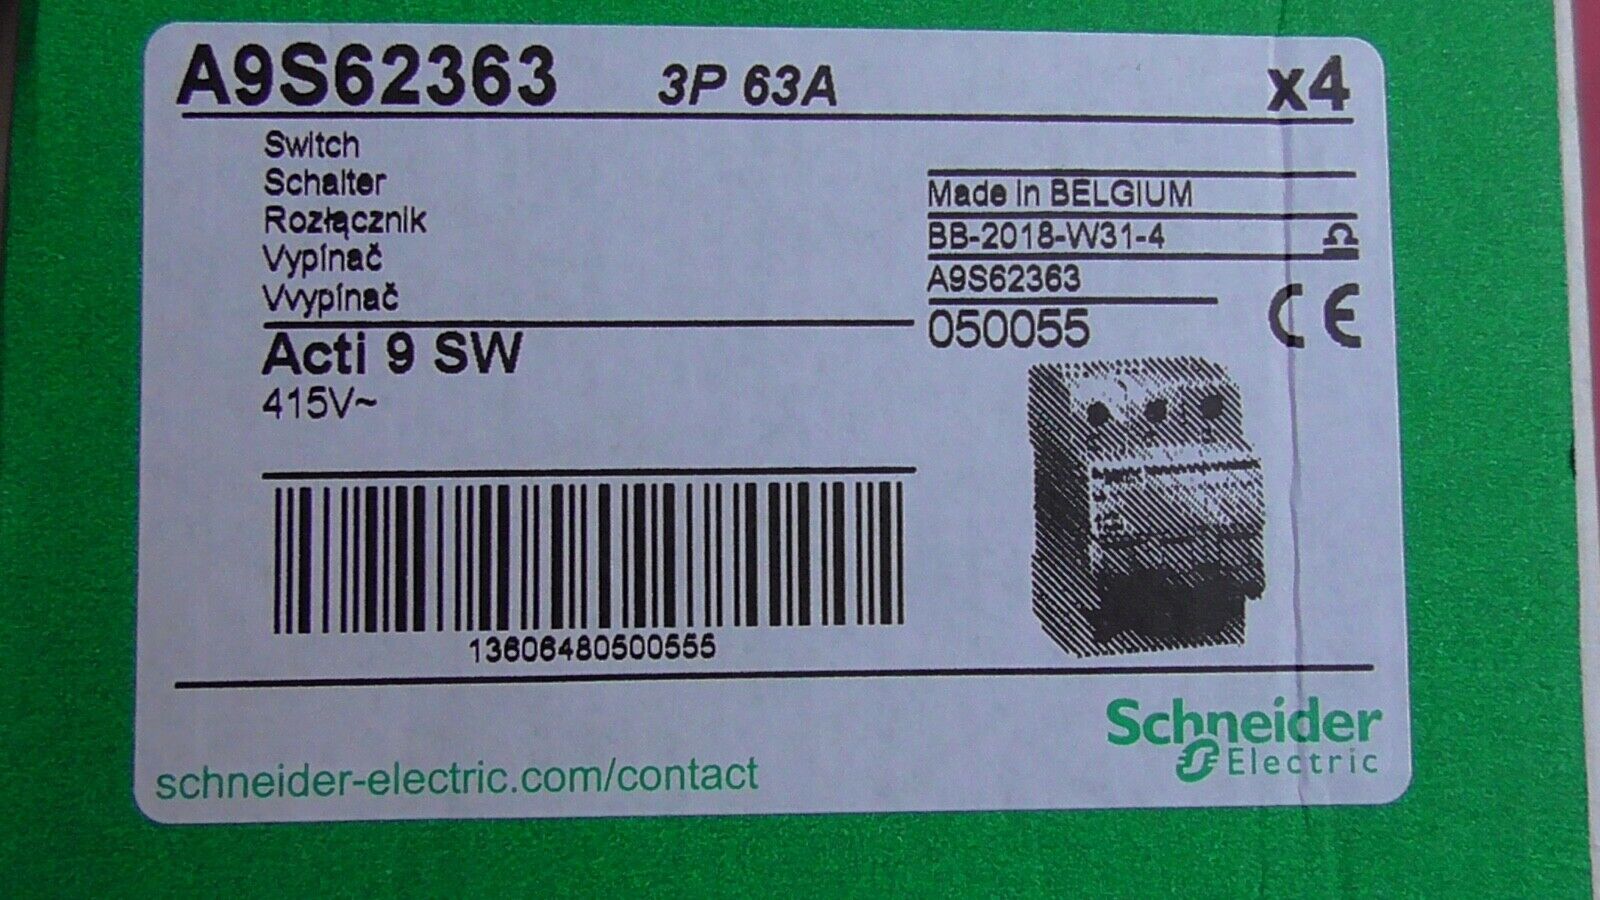 A9S62363 3P 63A x4
Switch
Schalter
Rozłącznik
Vypínač
Vvypínač
Acti 9 SW
415V~
Made in BELGIUM
BB-2018-W31-4
A9S62363
050055
CE
13606480500555
schneider-electric.com/contact
Schneider
Electric